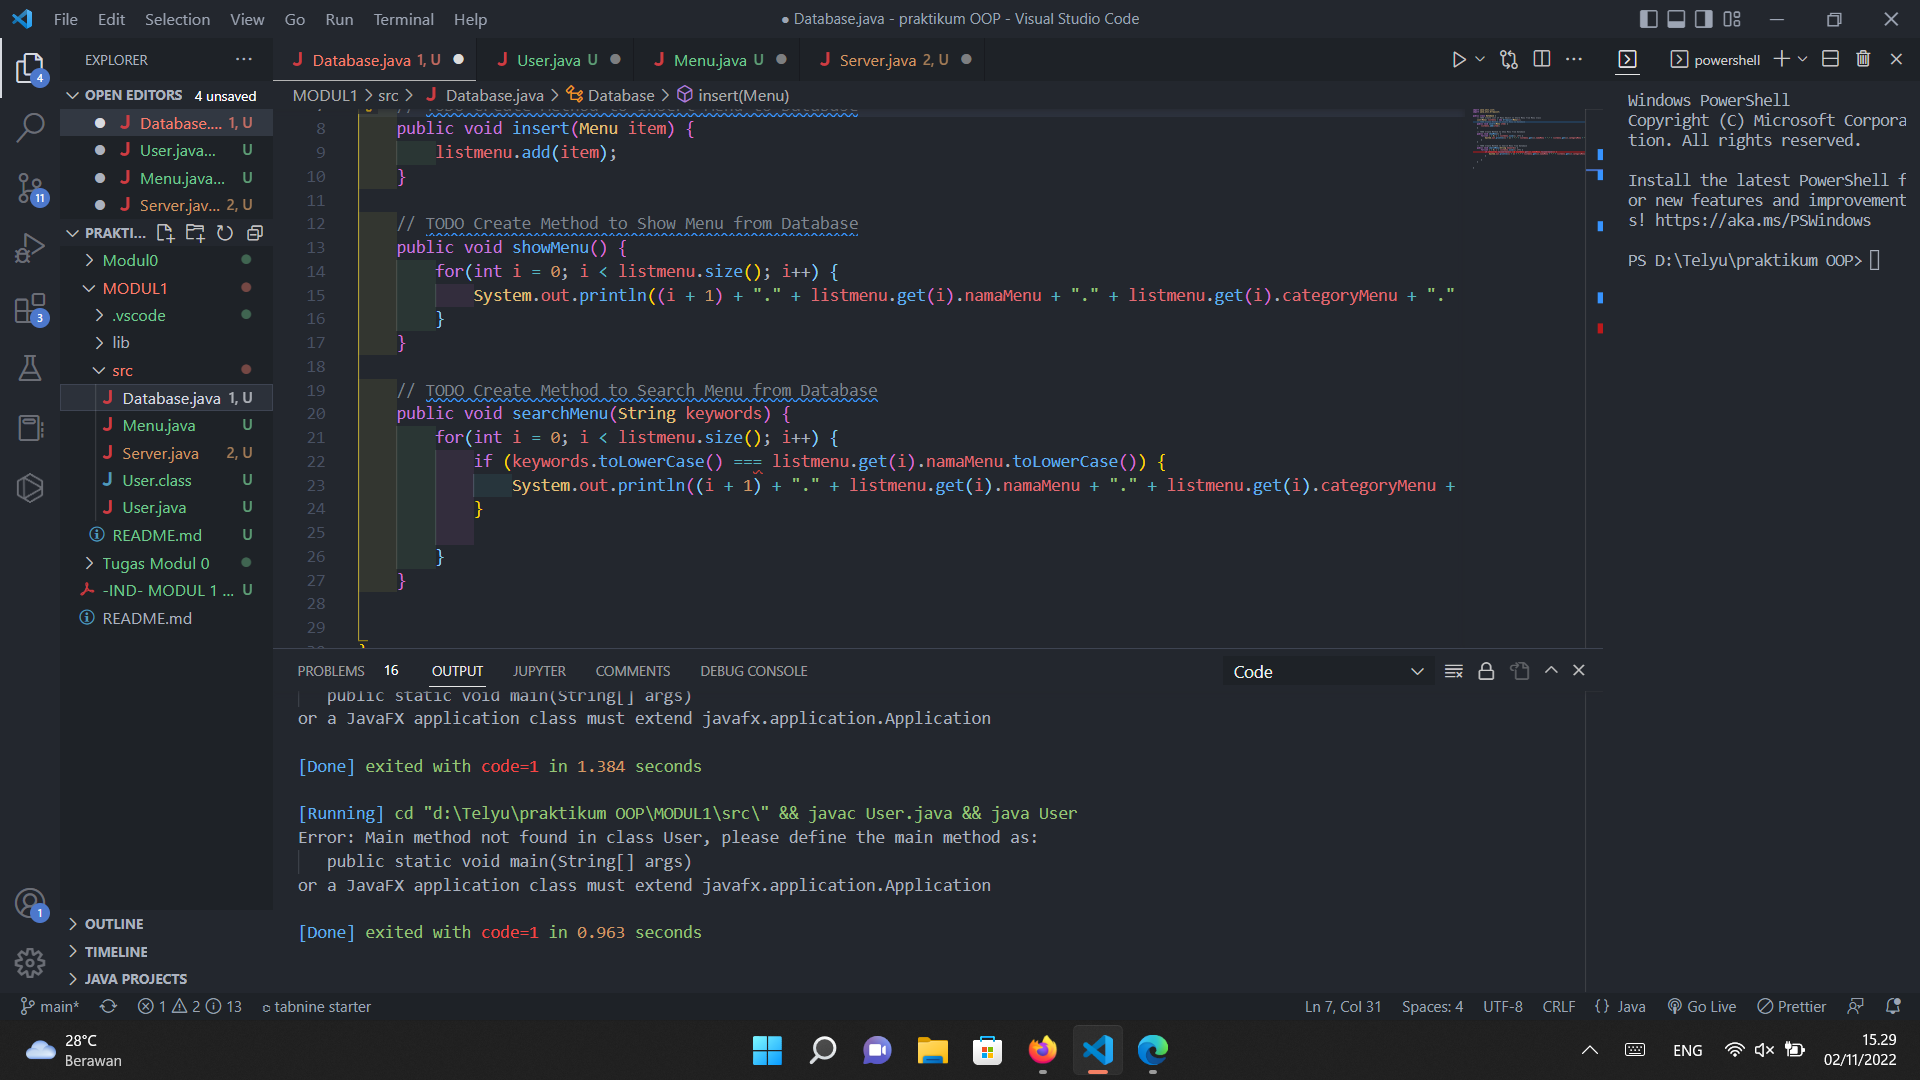 File Edit Selection View Go Run Terminal Help
● Database.java - praktikum OOP - Visual Studio Code
EXPLORER
Database.java 1, U
User.java U
Menu.java U
Server.java 2, U
powershell
OPEN EDITORS 4 unsaved
Database.... 1, U
User.java... U
Menu.java... U
Server.jav... 2, U
PRAKTI...
Modul0
MODUL1
.vscode
lib
src
Database.java 1, U
Menu.java U
Server.java 2, U
User.class U
User.java U
README.md U
Tugas Modul 0
-IND- MODUL 1 ... U
README.md
OUTLINE
TIMELINE
JAVA PROJECTS
4
11
3
1
MODUL1 > src > Database.java > Database > insert(Menu)
// TODO Create Method to Insert Menu to Database
8 public void insert(Menu item) {
9 listmenu.add(item);
10 }
11
12 // TODO Create Method to Show Menu from Database
13 public void showMenu() {
14 for(int i = 0; i < listmenu.size(); i++) {
15 System.out.println((i + 1) + "." + listmenu.get(i).namaMenu + "." + listmenu.get(i).categoryMenu + "."
16 }
17 }
18
19 // TODO Create Method to Search Menu from Database
20 public void searchMenu(String keywords) {
21 for(int i = 0; i < listmenu.size(); i++) {
22 if (keywords.toLowerCase() === listmenu.get(i).namaMenu.toLowerCase()) {
23 System.out.println((i + 1) + "." + listmenu.get(i).namaMenu + "." + listmenu.get(i).categoryMenu +
24 }
25
26 }
27 }
28
29
PROBLEMS 16 OUTPUT JUPYTER COMMENTS DEBUG CONSOLE
Code
public static void main(String[] args)
or a JavaFX application class must extend javafx.application.Application
[Done] exited with code=1 in 1.384 seconds
[Running] cd "d:\Telyu\praktikum OOP\MODUL1\src\" && javac User.java && java User
Error: Main method not found in class User, please define the main method as:
public static void main(String[] args)
or a JavaFX application class must extend javafx.application.Application
[Done] exited with code=1 in 0.963 seconds
Windows PowerShell
Copyright (C) Microsoft Corpora
tion. All rights reserved.
Install the latest PowerShell f
or new features and improvement
s! https://aka.ms/PSWindows
PS D:\Telyu\praktikum OOP>
main* 1 2 13 tabnine starter
Ln 7, Col 31 Spaces: 4 UTF-8 CRLF {} Java Go Live Prettier
28°C
Berawan
ENG
15.29
02/11/2022